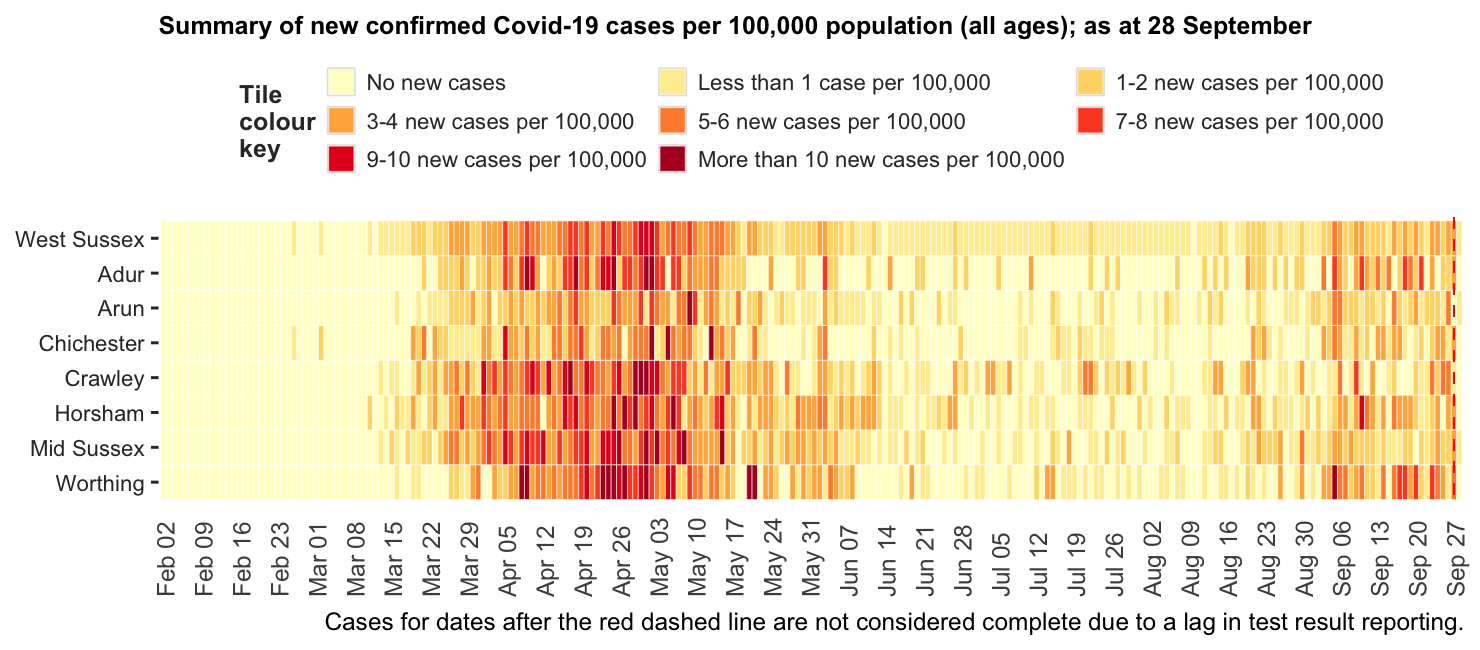 Summary of new confirmed Covid-19 cases per 100,000 population (all ages); as at 28 September
Tile
colour
key
No new cases
Less than 1 case per 100,000
1-2 new cases per 100,000
3-4 new cases per 100,000
5-6 new cases per 100,000
7-8 new cases per 100,000
9-10 new cases per 100,000
More than 10 new cases per 100,000
West Sussex
Adur
Arun
Chichester
Crawley
Horsham
Mid Sussex
Worthing
Feb 02
Feb 09
Feb 16
Feb 23
Mar 01
Mar 08
Mar 15
Mar 22
Mar 29
Apr 05
Apr 12
Apr 19
Apr 26
May 03
May 10
May 17
May 24
May 31
Jun 07
Jun 14
Jun 21
Jun 28
Jul 05
Jul 12
Jul 19
Jul 26
Aug 02
Aug 09
Aug 16
Aug 23
Aug 30
Sep 06
Sep 13
Sep 20
Sep 27
Cases for dates after the red dashed line are not considered complete due to a lag in test result reporting.